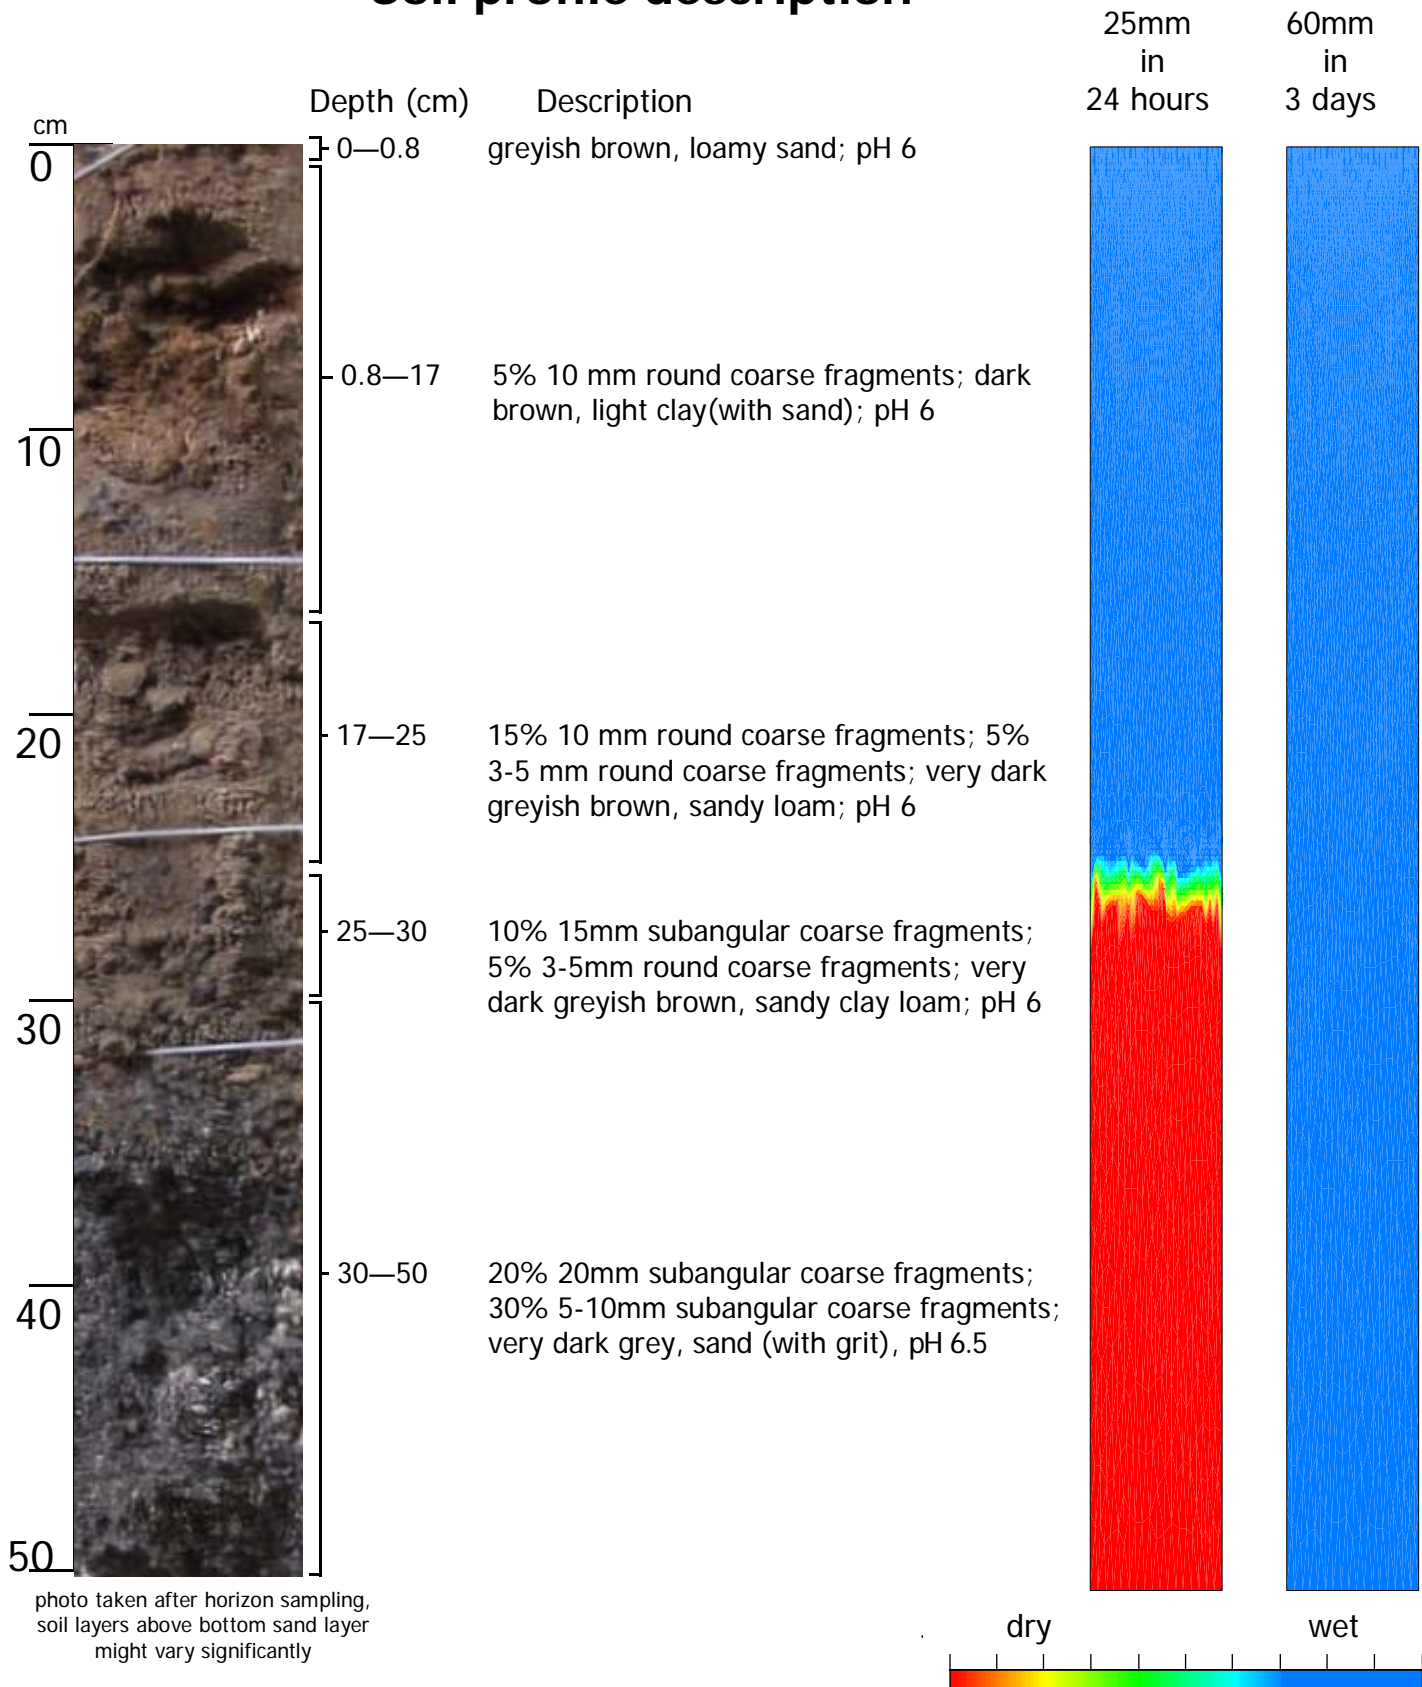 Soil profile description
25mm
in
24 hours
60mm
in
3 days
Depth (cm)
Description
cm
0
10
20
30
40
50
0—0.8
greyish brown, loamy sand; pH 6
0.8—17
5% 10 mm round coarse fragments; dark
brown, light clay(with sand); pH 6
17—25
15% 10 mm round coarse fragments; 5%
3-5 mm round coarse fragments; very dark
greyish brown, sandy loam; pH 6
25—30
10% 15mm subangular coarse fragments;
5% 3-5mm round coarse fragments; very
dark greyish brown, sandy clay loam; pH 6
30—50
20% 20mm subangular coarse fragments;
30% 5-10mm subangular coarse fragments;
very dark grey, sand (with grit), pH 6.5
photo taken after horizon sampling,
soil layers above bottom sand layer
might vary significantly
dry
wet